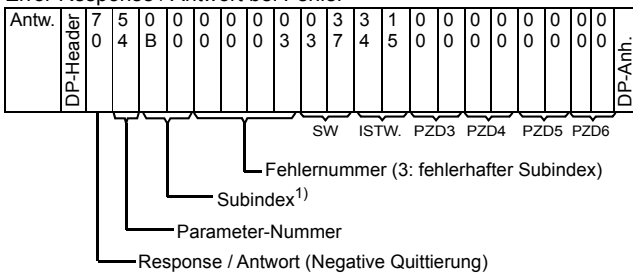 Error Response / Antwort bei Fehler
Antw. DP-Header 7 5 0 0 0 0 0 0 0 3 3 1 0 0 0 0 0 0 0 0 DP-Anh.
0 4 B 0 0 0 0 3 3 7 4 5 0 0 0 0 0 0 0 0
SW ISTW. PZD3 PZD4 PZD5 PZD6
Fehlernummer (3: fehlerhafter Subindex)
Subindex1)
Parameter-Nummer
Response / Antwort (Negative Quittierung)